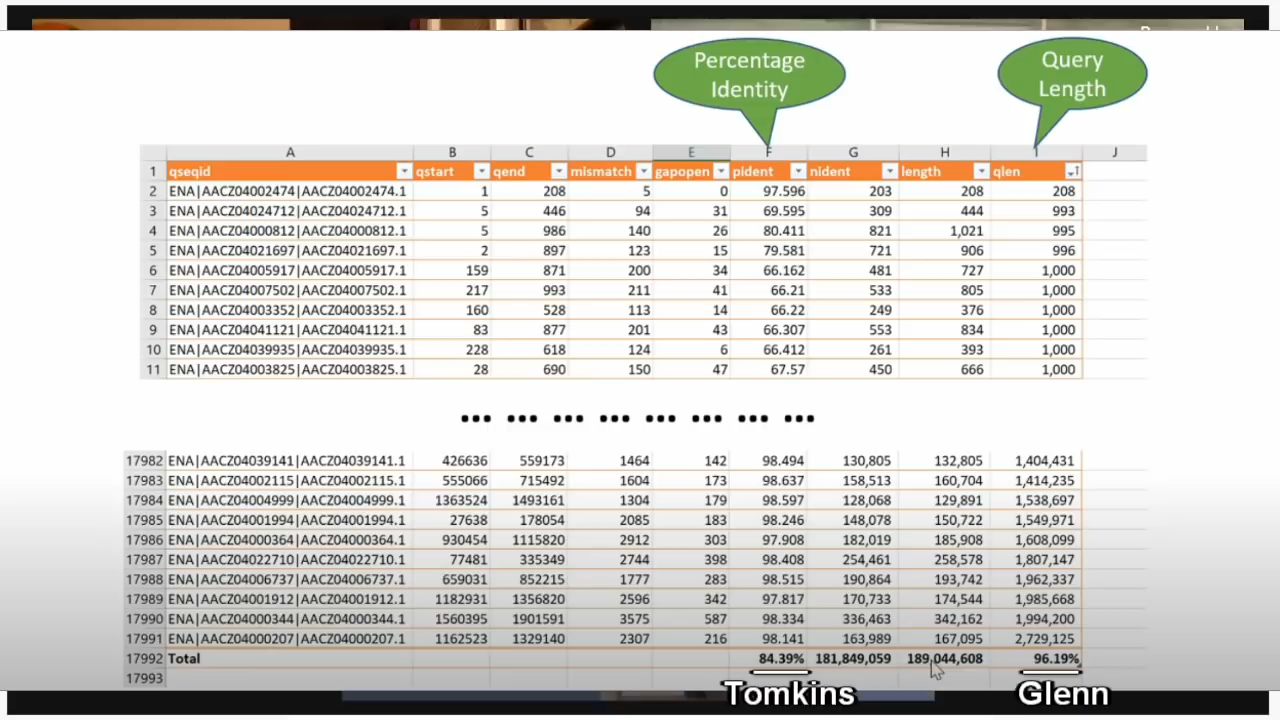 Percentage
Identity
Query
Length
A B C D E F G H I J
1 qseqid qstart qend mismatch gapopen pident nident length qlen
2 ENA|AACZ04002474|AACZ04002474.1 1 208 5 0 97.596 203 208 208
3 ENA|AACZ04024712|AACZ04024712.1 5 446 94 31 69.595 309 444 993
4 ENA|AACZ04000812|AACZ04000812.1 5 986 140 26 80.411 821 1,021 995
5 ENA|AACZ04021697|AACZ04021697.1 2 897 123 15 79.581 721 906 996
6 ENA|AACZ04005917|AACZ04005917.1 159 871 200 34 66.162 481 727 1,000
7 ENA|AACZ04007502|AACZ04007502.1 217 993 211 41 66.21 533 805 1,000
8 ENA|AACZ04003352|AACZ04003352.1 160 528 113 14 66.22 249 376 1,000
9 ENA|AACZ04041121|AACZ04041121.1 83 877 201 43 66.307 553 834 1,000
10 ENA|AACZ04039935|AACZ04039935.1 228 618 124 6 66.412 261 393 1,000
11 ENA|AACZ04003825|AACZ04003825.1 28 690 150 47 67.57 450 666 1,000
... ... ... ... ... ... ... ...
17982 ENA|AACZ04039141|AACZ04039141.1 426636 559173 1464 142 98.494 130,805 132,805 1,404,431
17983 ENA|AACZ04002115|AACZ04002115.1 555066 715492 1604 173 98.637 158,513 160,704 1,414,235
17984 ENA|AACZ04004999|AACZ04004999.1 1363524 1493161 1304 179 98.597 128,068 129,891 1,538,697
17985 ENA|AACZ04001994|AACZ04001994.1 27638 178054 2085 183 98.246 148,078 150,722 1,549,971
17986 ENA|AACZ04000364|AACZ04000364.1 930454 1115820 2912 303 97.908 182,019 185,908 1,608,099
17987 ENA|AACZ04022710|AACZ04022710.1 77481 335349 2744 398 98.408 254,461 258,578 1,807,147
17988 ENA|AACZ04006737|AACZ04006737.1 659031 852215 1777 283 98.515 190,864 193,742 1,962,337
17989 ENA|AACZ04001912|AACZ04001912.1 1182931 1356820 2596 342 97.817 170,733 174,544 1,985,668
17990 ENA|AACZ04000344|AACZ04000344.1 1560395 1901591 3575 587 98.334 336,463 342,162 1,994,200
17991 ENA|AACZ04000207|AACZ04000207.1 1162523 1329140 2307 216 98.141 163,989 167,095 2,729,125
17992 Total 84.39% 181,849,059 189,044,608 96.19%
17993
Tomkins Glenn